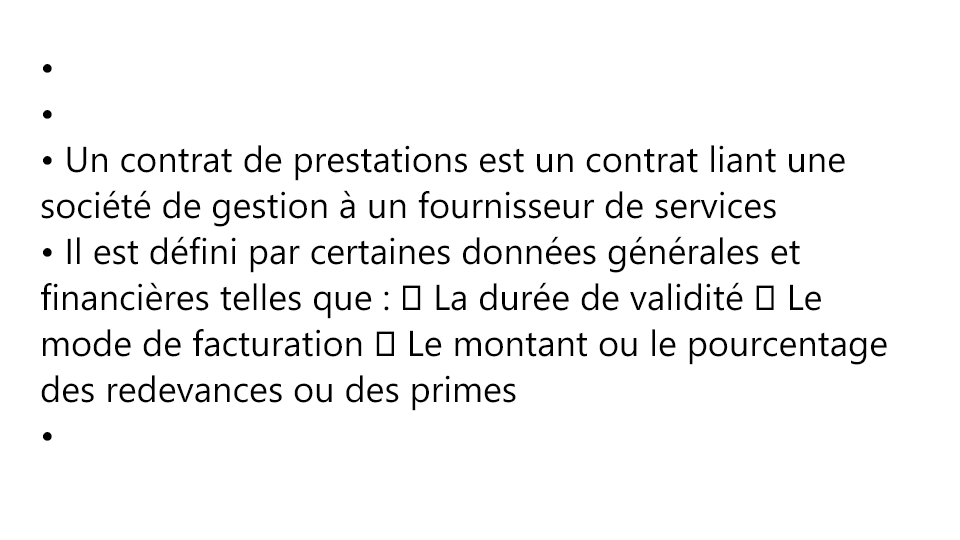 •
•
• Un contrat de prestations est un contrat liant une
société de gestion à un fournisseur de services
• Il est défini par certaines données générales et
financières telles que :  La durée de validité  Le
mode de facturation  Le montant ou le pourcentage
des redevances ou des primes
•